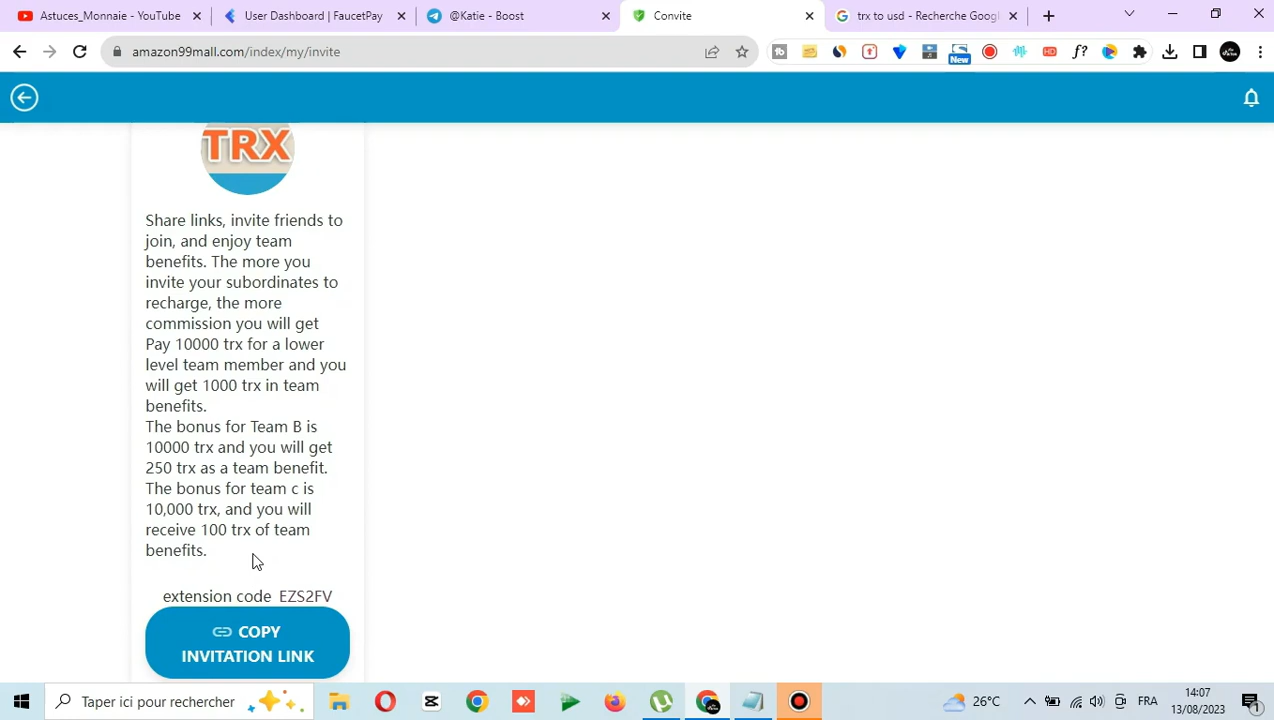 Astuces_Monnaie - YouTube
User Dashboard | FaucetPay
@Katie - Boost
Convite
trx to usd - Recherche Goog
amazon99mall.com/index/my/invite
HD
f?
New
TRX
Share links, invite friends to
join, and enjoy team
benefits. The more you
invite your subordinates to
recharge, the more
commission you will get
Pay 10000 trx for a lower
level team member and you
will get 1000 trx in team
benefits.
The bonus for Team B is
10000 trx and you will get
250 trx as a team benefit.
The bonus for team c is
10,000 trx, and you will
receive 100 trx of team
benefits.
extension code EZS2FV
COPY
INVITATION LINK
Taper ici pour rechercher
26°C
FRA
14:07
13/08/2023
1